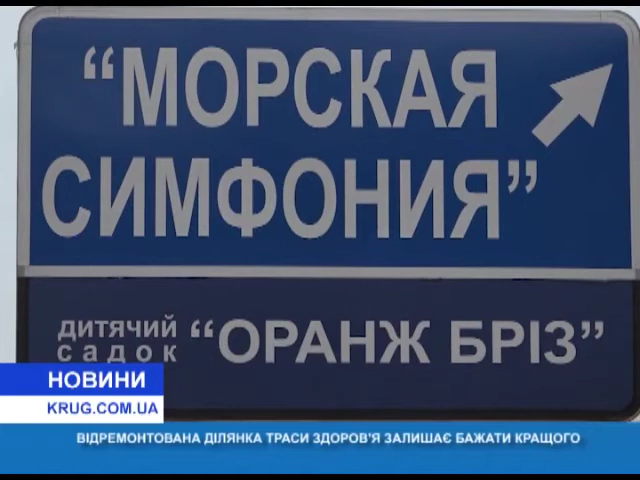 “МОРСКАЯ
СИМФОНИЯ”
дитячий
садок
“ОРАНЖ БРІЗ”
НОВИНИ
KRUG.COM.UA
ВІДРЕМОНТОВАНА ДІЛЯНКА ТРАСИ ЗДОРОВ'Я ЗАЛИШАЄ БАЖАТИ КРАЩОГО